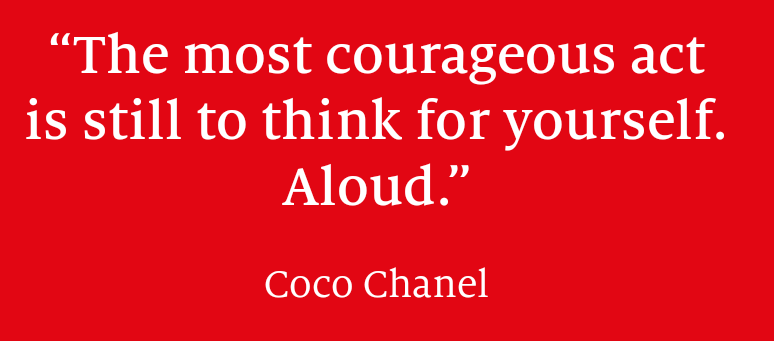 “The most courageous act
is still to think for yourself.
Aloud.”
Coco Chanel